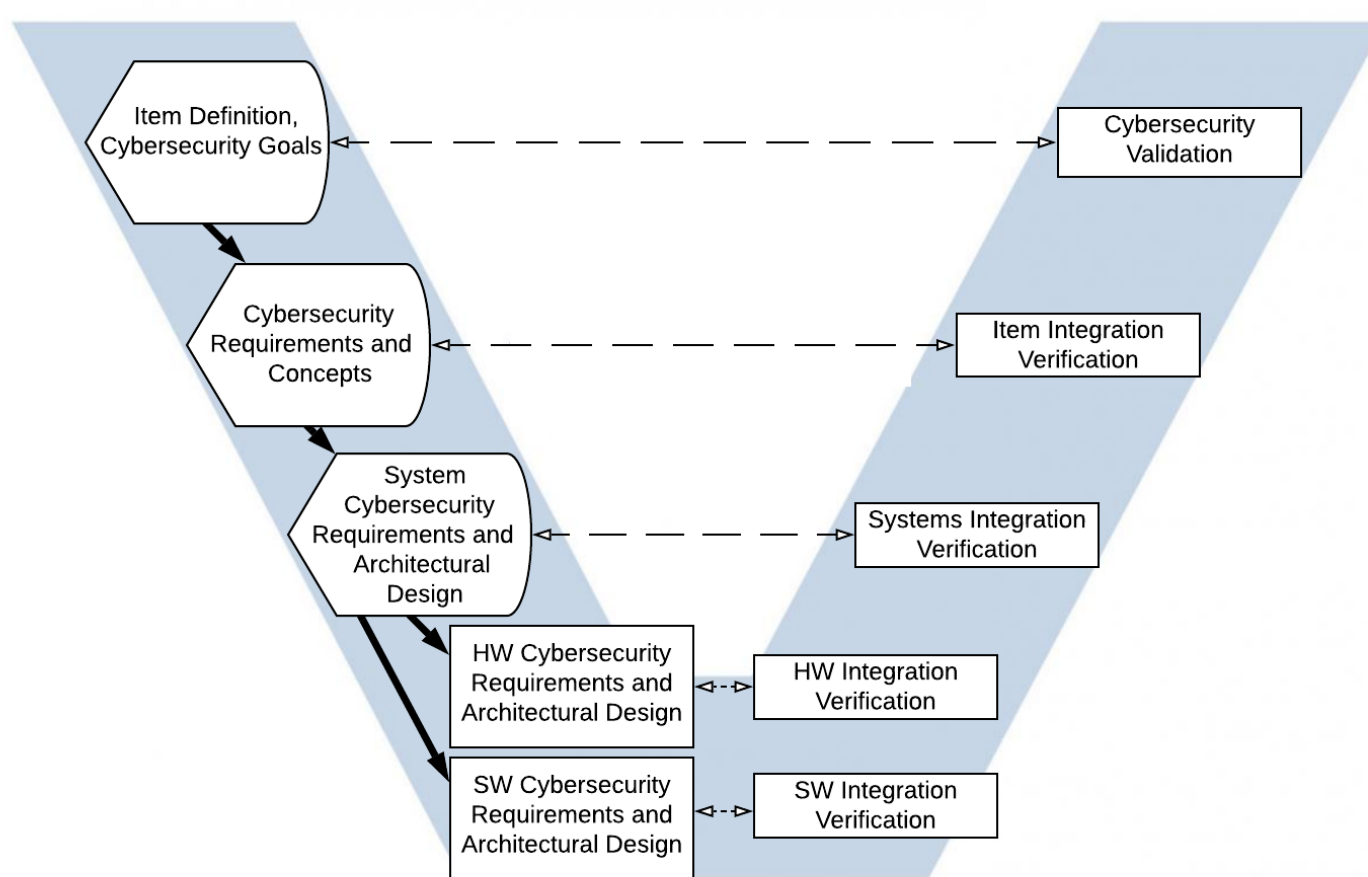 Item Definition,
Cybersecurity Goals
Cybersecurity
Validation
Cybersecurity
Requirements and
Concepts
Item Integration
Verification
System
Cybersecurity
Requirements and
Architectural
Design
Systems Integration
Verification
HW Cybersecurity
Requirements and
Architectural Design
HW Integration
Verification
SW Cybersecurity
Requirements and
Architectural Design
SW Integration
Verification